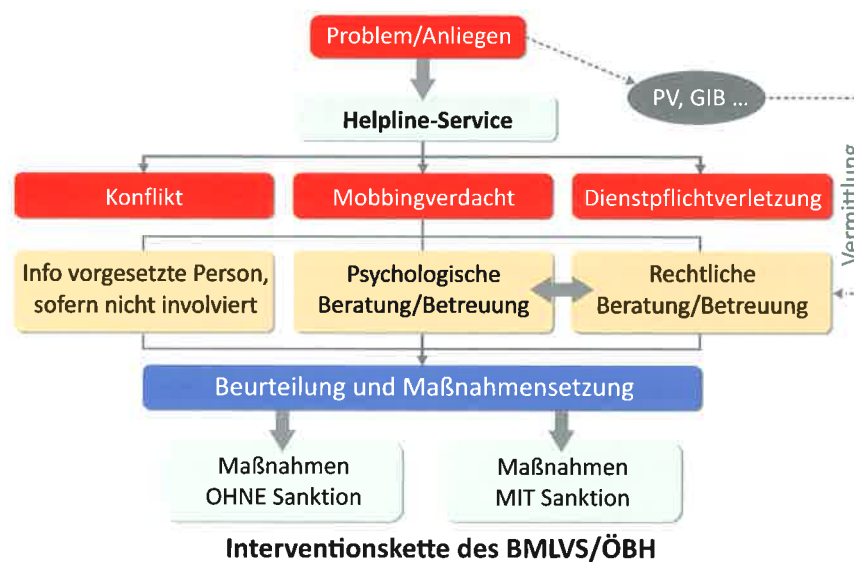 Problem/Anliegen
PV, GIB ...
Helpline-Service
Vermittlung
Konflikt
Mobbingverdacht
Dienstpflichtverletzung
Info vorgesetzte Person,
sofern nicht involviert
Psychologische
Beratung/Betreuung
Rechtliche
Beratung/Betreuung
Beurteilung und Maßnahmensetzung
Maßnahmen
OHNE Sanktion
Maßnahmen
MIT Sanktion
Interventionskette des BMLVS/ÖBH